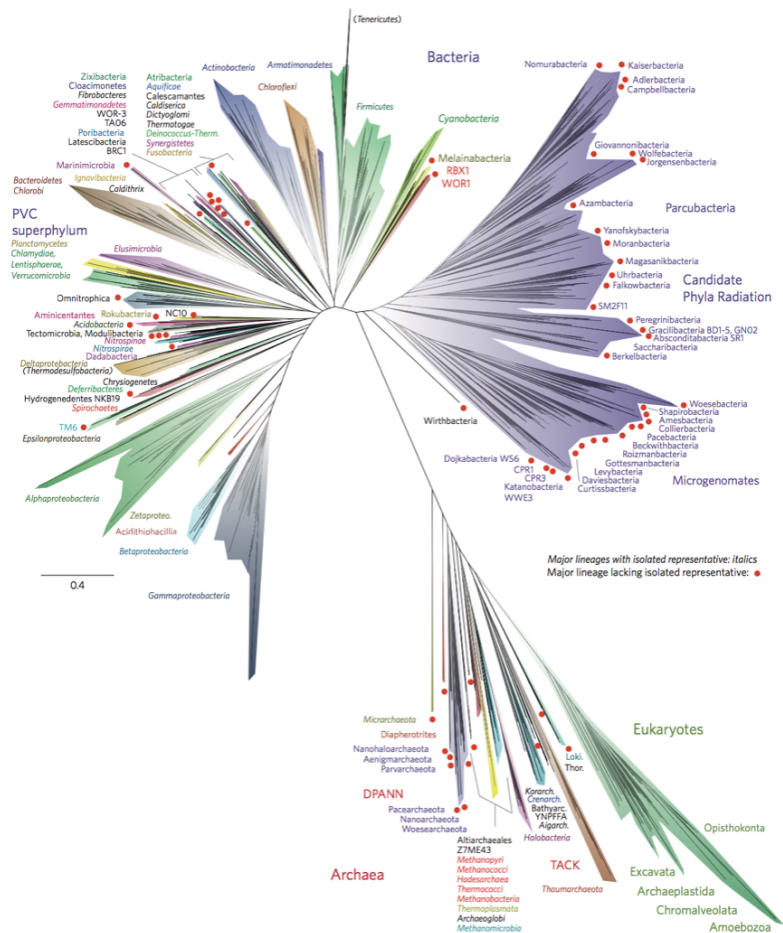 (Tenericutes)
Bacteria
Zixibacteria
Cloacimonetes
Fibrobacteres
Gemmatimonadetes
WOR-3
TA06
Poribacteria
Latescibacteria
BRC1
Atribacteria
Aquificae
Calescamantes
Caldiserica
Dictyoglomi
Thermotogae
Deinococcus-Therm.
Synergistetes
Fusobacteria
Actinobacteria
Armatimonadetes
Chloroflexi
Firmicutes
Cyanobacteria
Melainabacteria
RBX1
WOR1
Marinimicrobia
Bacteroidetes
Chlorobi
Ignavibacteria
Caldithrix
PVC
superphylum
Planctomycetes
Chlamydiae,
Lentisphaerae,
Verrucomicrobia
Elusimicrobia
Omnitrophica
Aminicentantes
Rokubacteria
NC10
Acidobacteria
Tectomicrobia, Modulibacteria
Nitrospinae
Nitrospirae
Dadabacteria
Deltaprotebacteria
(Thermodesulfobacteria)
Chrysiogenetes
Deferribacteres
Hydrogenedentes NKB19
Spirochaetes
TM6
Epsilonproteobacteria
Alphaproteobacteria
Zetaproteo.
Acidithiobacillia
Betaproteobacteria
Gammaproteobacteria
0.4
Nomurabacteria
Kaiserbacteria
Adlerbacteria
Campbellbacteria
Giovannonibacteria
Wolfebacteria
Jorgensenbacteria
Azambacteria
Parcubacteria
Yanofskybacteria
Moranbacteria
Magasanikbacteria
Uhrbacteria
Falkowbacteria
Candidate
Phyla Radiation
SM2F11
Peregrinibacteria
Gracilibacteria BD1-5, GN02
Absconditabacteria SR1
Saccharibacteria
Berkelbacteria
Woesebacteria
Shapirobacteria
Amesbacteria
Collierbacteria
Pacebacteria
Beckwithbacteria
Roizmanbacteria
Gottesmanbacteria
Levybacteria
Daviesbacteria
Curtissbacteria
Microgenomates
Wirthbacteria
Dojkabacteria WS6
CPR1
CPR3
Katanobacteria
WWE3
Major lineages with isolated representative: italics
Major lineage lacking isolated representative:
Micrarchaeota
Diapherotrites
Nanohaloarchaeota
Aenigmarchaeota
Parvarchaeota
DPANN
Pacearchaeota
Nanoarchaeota
Woesearchaeota
Archaea
Altiarchaeales
Z7ME43
Methanopyri
Methanococci
Hadesarchaea
Thermococci
Methanobacteria
Thermoplasmata
Archaeoglobi
Methanomicrobia
Halobacteria
Korarch.
Crenarch.
Bathyarc.
YNPFFA
Aigarch.
TACK
Thaumarchaeota
Loki.
Thor.
Eukaryotes
Opisthokonta
Excavata
Archaeplastida
Chromalveolata
Amoebozoa